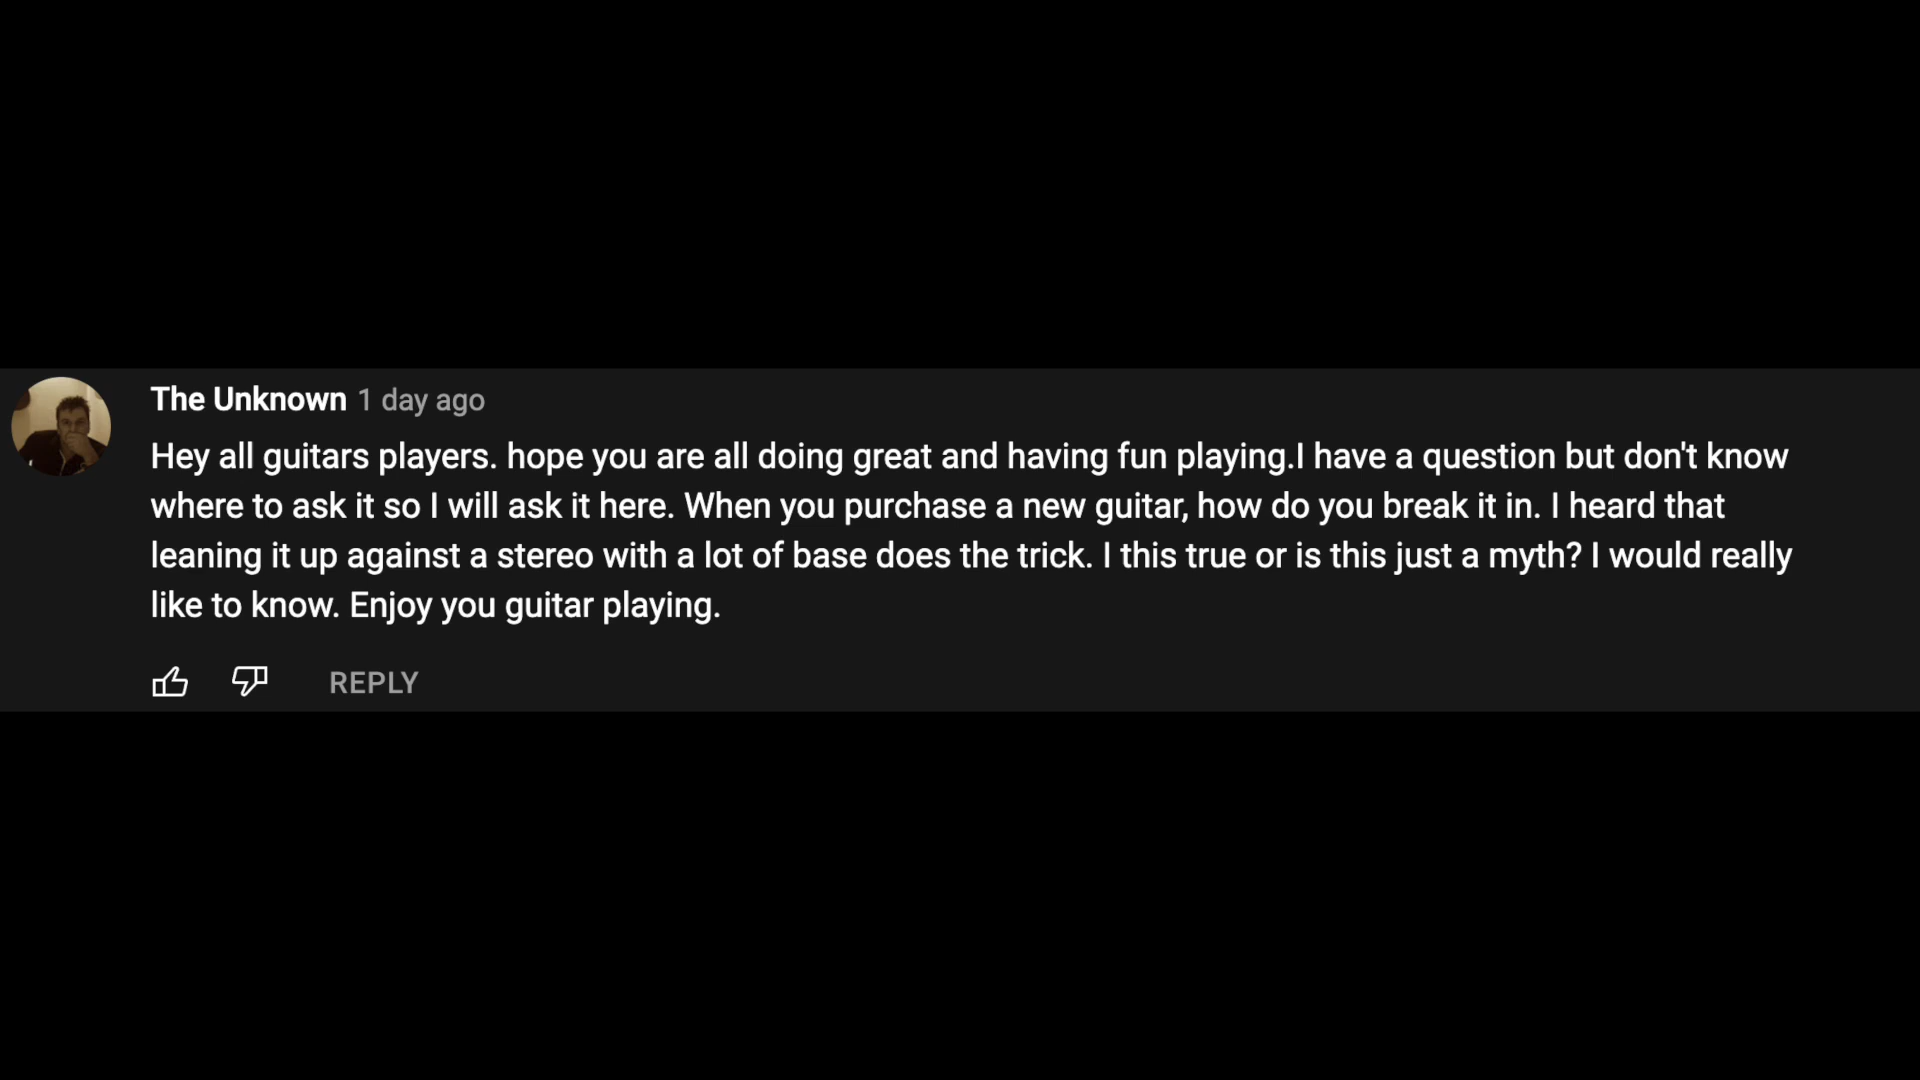 The Unknown 1 day ago
Hey all guitars players. hope you are all doing great and having fun playing.I have a question but don't know
where to ask it so I will ask it here. When you purchase a new guitar, how do you break it in. I heard that
leaning it up against a stereo with a lot of base does the trick. I this true or is this just a myth? I would really
like to know. Enjoy you guitar playing.
REPLY